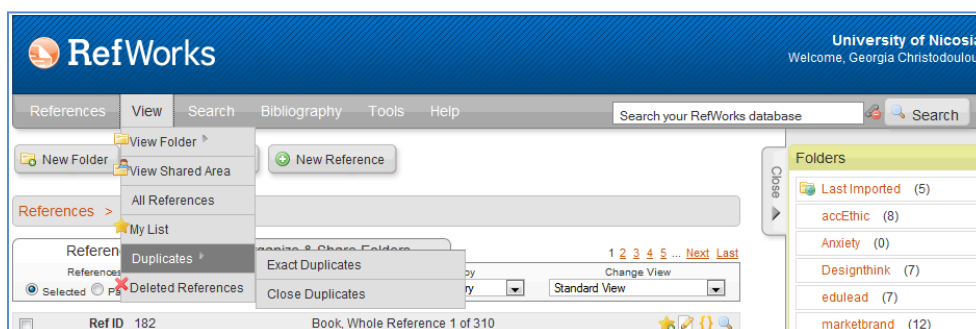 RefWorks
University of Nicosia
Welcome, Georgia Christodoulou
References View Search Bibliography Tools Help
Search your RefWorks database
Search
New Folder
New Reference
View Folder
View Shared Area
All References
My List
Duplicates
Deleted References
Exact Duplicates
Close Duplicates
References >
1 2 3 4 5 ... Next Last
Change View
Selected
Standard View
Ref ID 182 Book, Whole Reference 1 of 310
Close
Folders
Last Imported (5)
accEthic (8)
Anxiety (0)
Designthink (7)
edulead (7)
marketbrand (12)